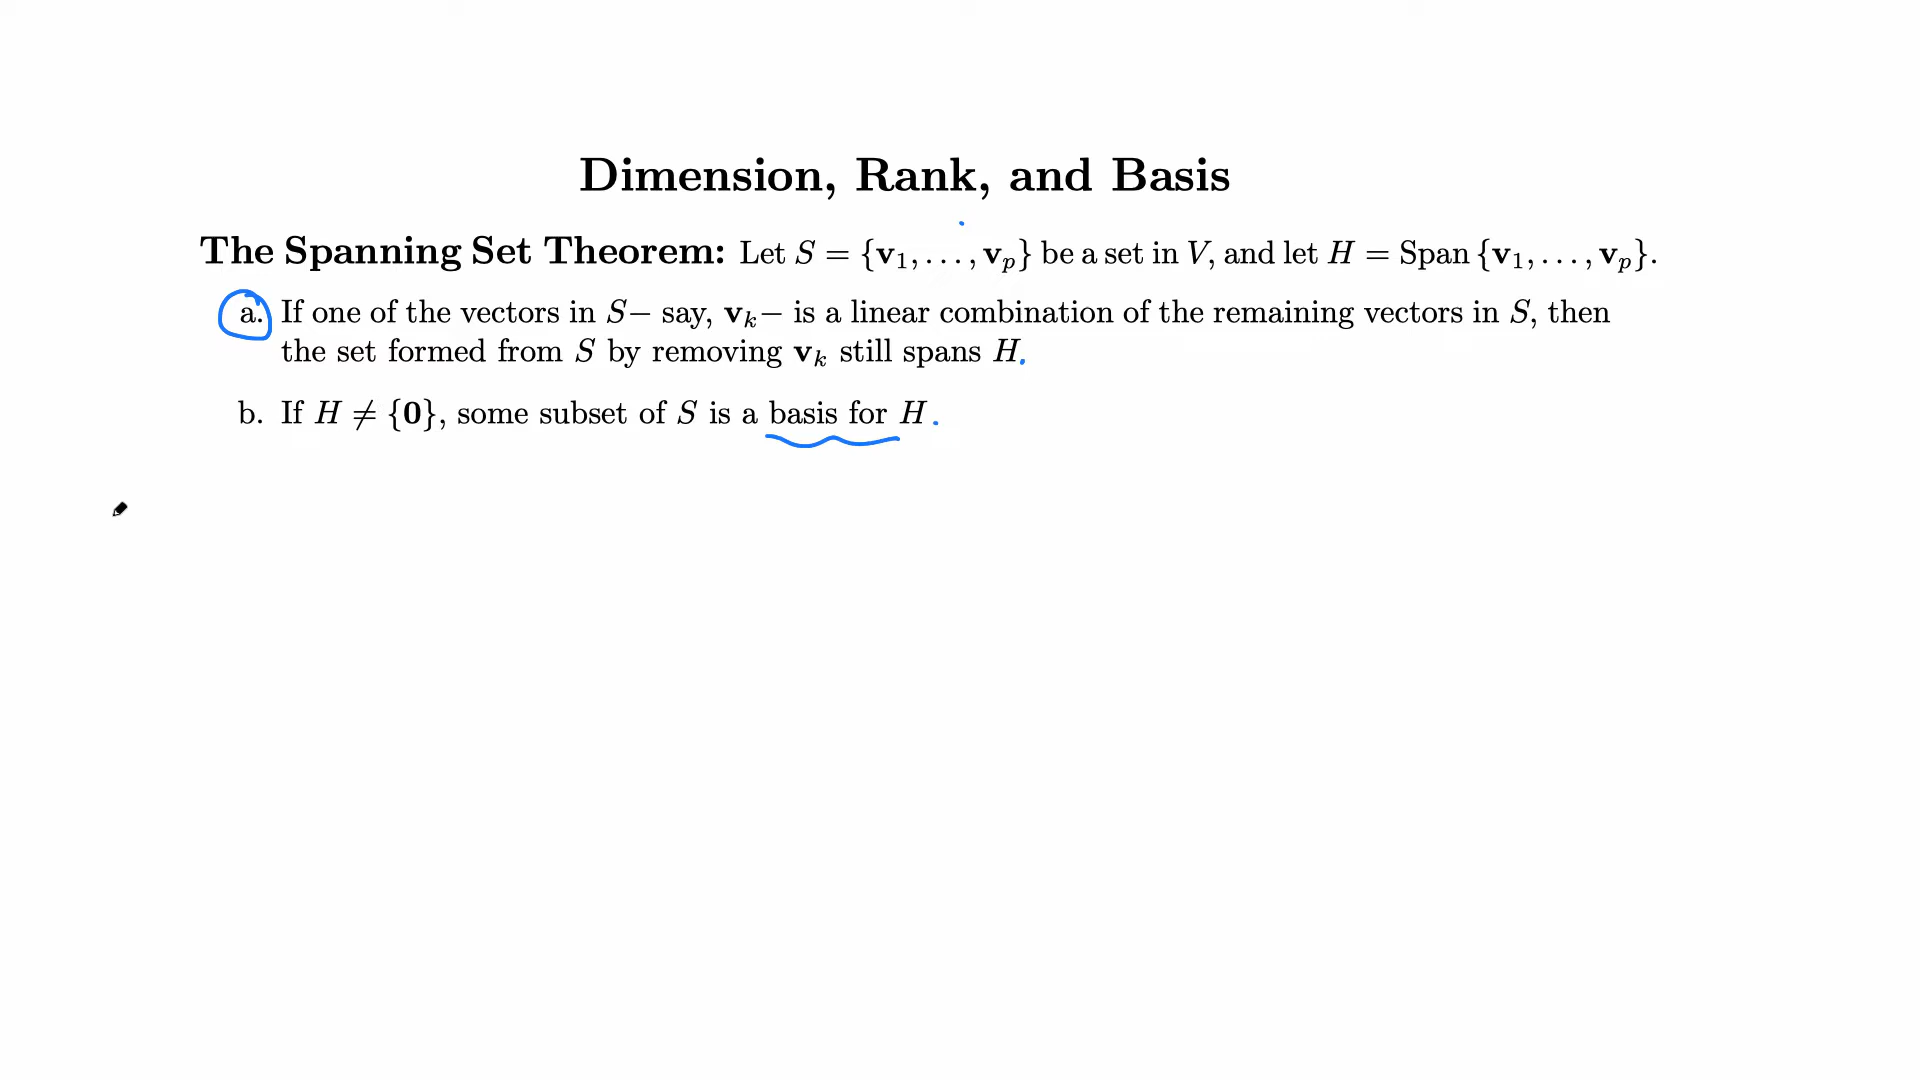 Dimension, Rank, and Basis
The Spanning Set Theorem: Let S = {v₁, . . . , vₚ} be a set in V, and let H = Span {v₁, . . . , vₚ}.
a. If one of the vectors in S− say, vₖ− is a linear combination of the remaining vectors in S, then
the set formed from S by removing vₖ still spans H.
b. If H ≠ {0}, some subset of S is a basis for H.